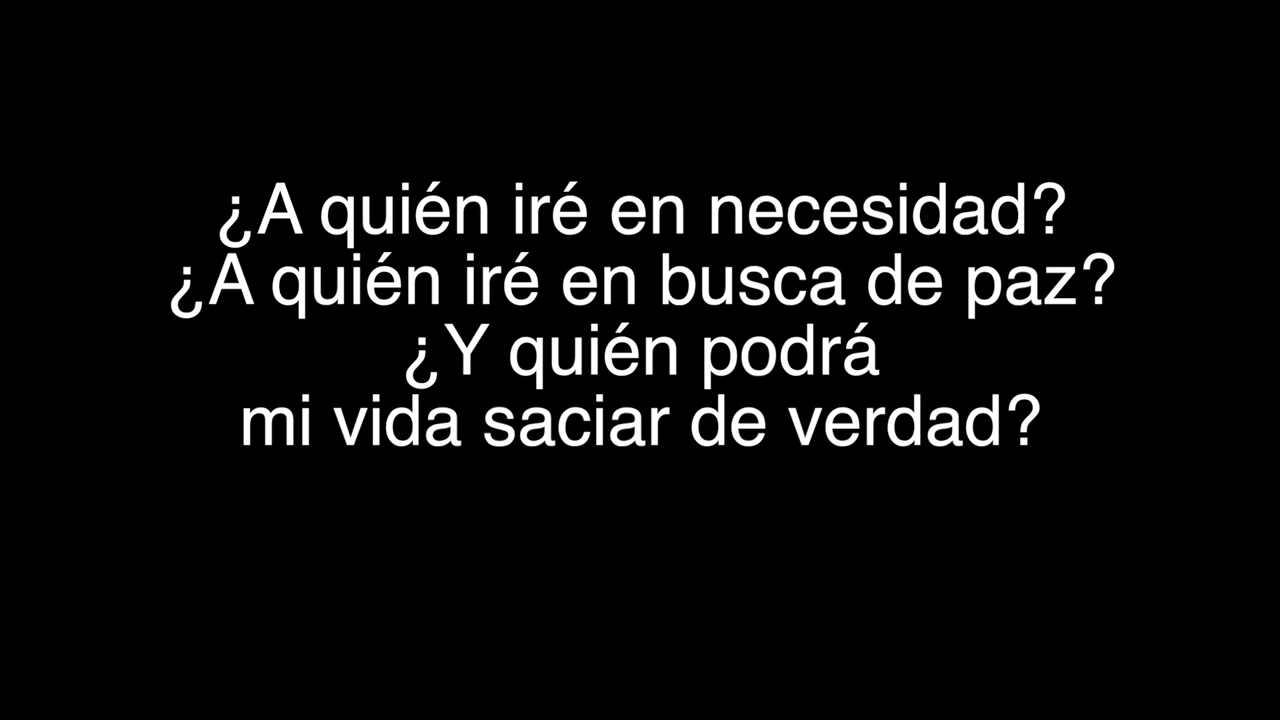 ¿A quién iré en necesidad?
¿A quién iré en busca de paz?
¿Y quién podrá
mi vida saciar de verdad?